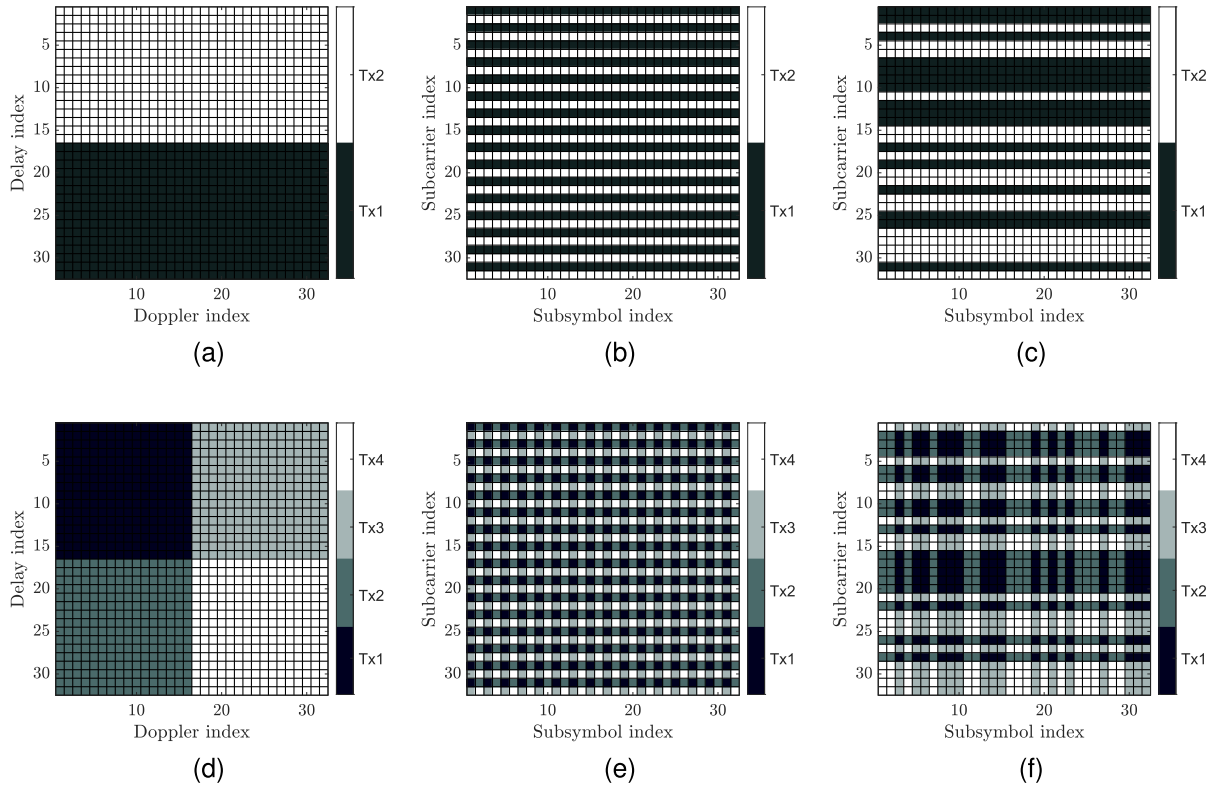 5
10
15
20
25
30
Delay index
10 20 30
Doppler index
Tx2
Tx1
(a)
5
10
15
20
25
30
Subcarrier index
10 20 30
Subsymbol index
Tx2
Tx1
(b)
5
10
15
20
25
30
Subcarrier index
10 20 30
Subsymbol index
Tx2
Tx1
(c)
5
10
15
20
25
30
Delay index
10 20 30
Doppler index
Tx4
Tx3
Tx2
Tx1
(d)
5
10
15
20
25
30
Subcarrier index
10 20 30
Subsymbol index
Tx4
Tx3
Tx2
Tx1
(e)
5
10
15
20
25
30
Subcarrier index
10 20 30
Subsymbol index
Tx4
Tx3
Tx2
Tx1
(f)